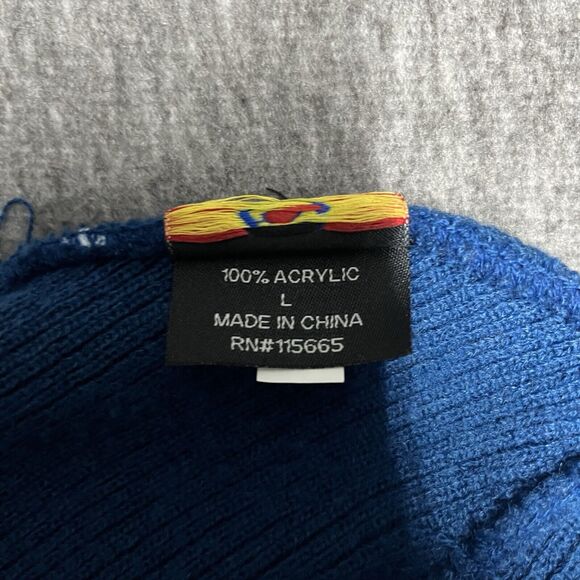 100% ACRYLIC
L
MADE IN CHINA
RN#115665